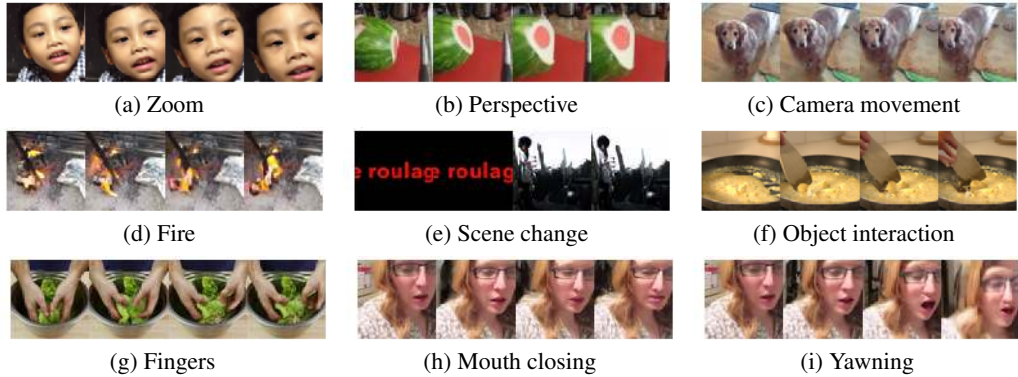 (a) Zoom
(b) Perspective
(c) Camera movement
e roulage roulag
(d) Fire
(e) Scene change
(f) Object interaction
(g) Fingers
(h) Mouth closing
(i) Yawning